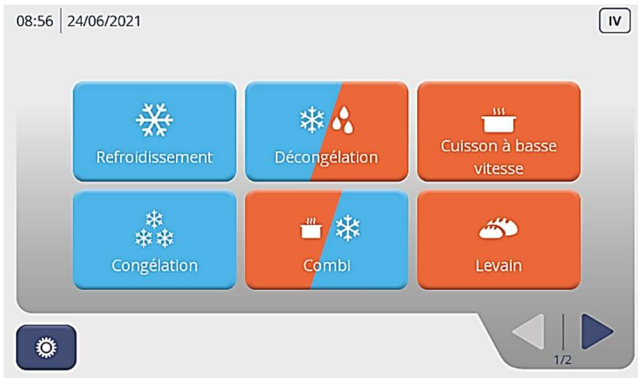 08:56 24/06/2021
IV
Refroidissement
Décongélation
Cuisson à basse
vitesse
Congélation
Combi
Levain
1/2